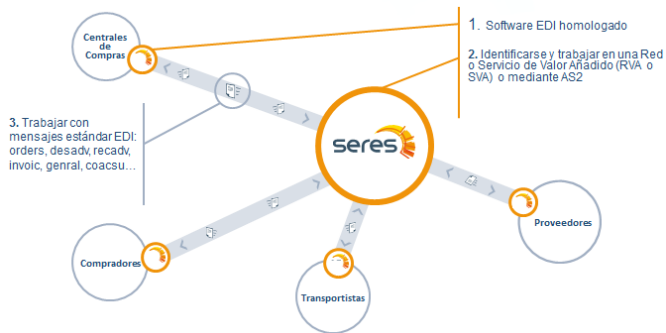 Centrales
de
Compras
1. Software EDI homologado
2. Identificarse y trabajar en una Red
o Servicio de Valor Añadido (RVA o
SVA) o mediante AS2
3. Trabajar con
mensajes estándar EDI:
orders, desadv, recadv,
invoic, genral, coacsu...
seres
Proveedores
Compradores
Transportistas